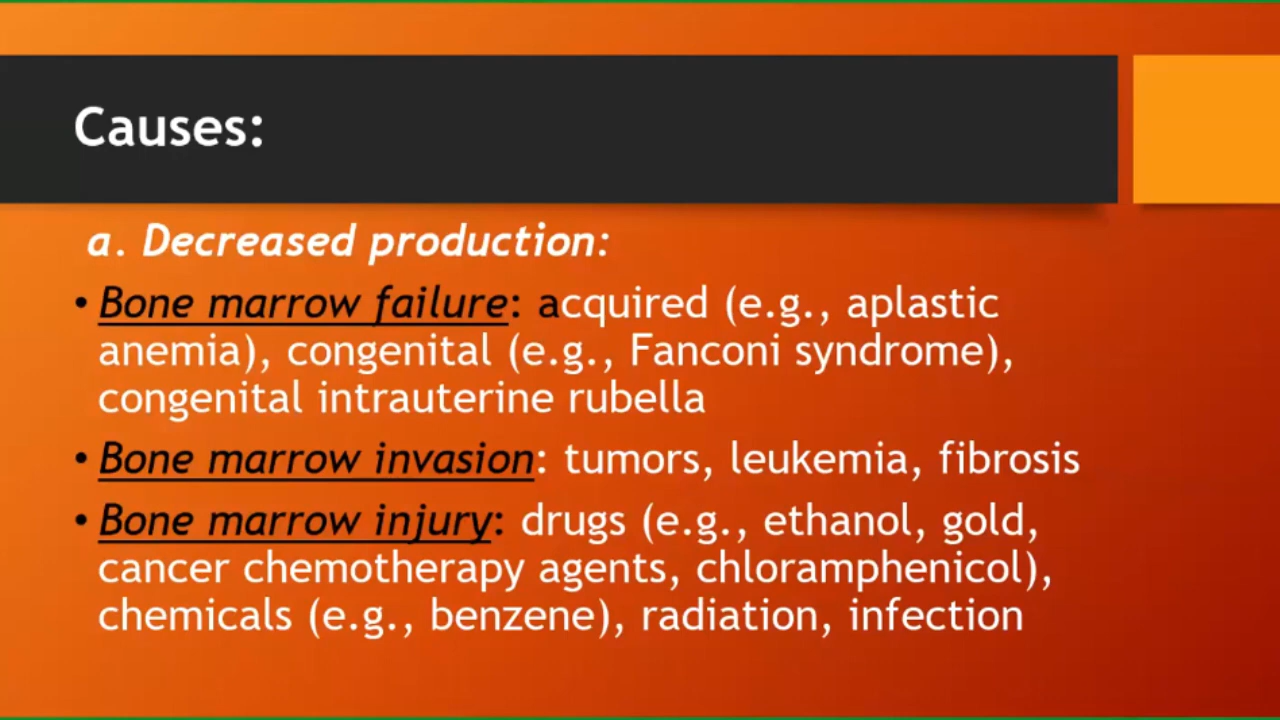 Causes:
a. Decreased production:
• Bone marrow failure: acquired (e.g., aplastic
anemia), congenital (e.g., Fanconi syndrome),
congenital intrauterine rubella
• Bone marrow invasion: tumors, leukemia, fibrosis
• Bone marrow injury: drugs (e.g., ethanol, gold,
cancer chemotherapy agents, chloramphenicol),
chemicals (e.g., benzene), radiation, infection